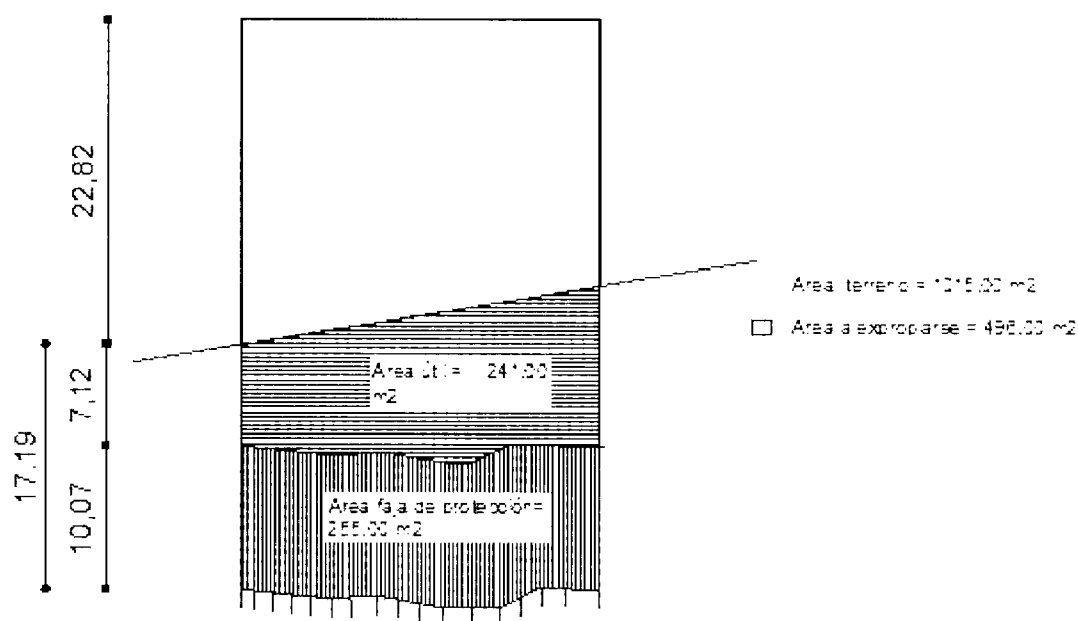 22,82
7,12
17.19
10,07
Area terreno = 1015.00 m2
Area a expropiarse = 496.00 m2
Area útil = 241.00
m2
Area faja de protección=
255.00 m2